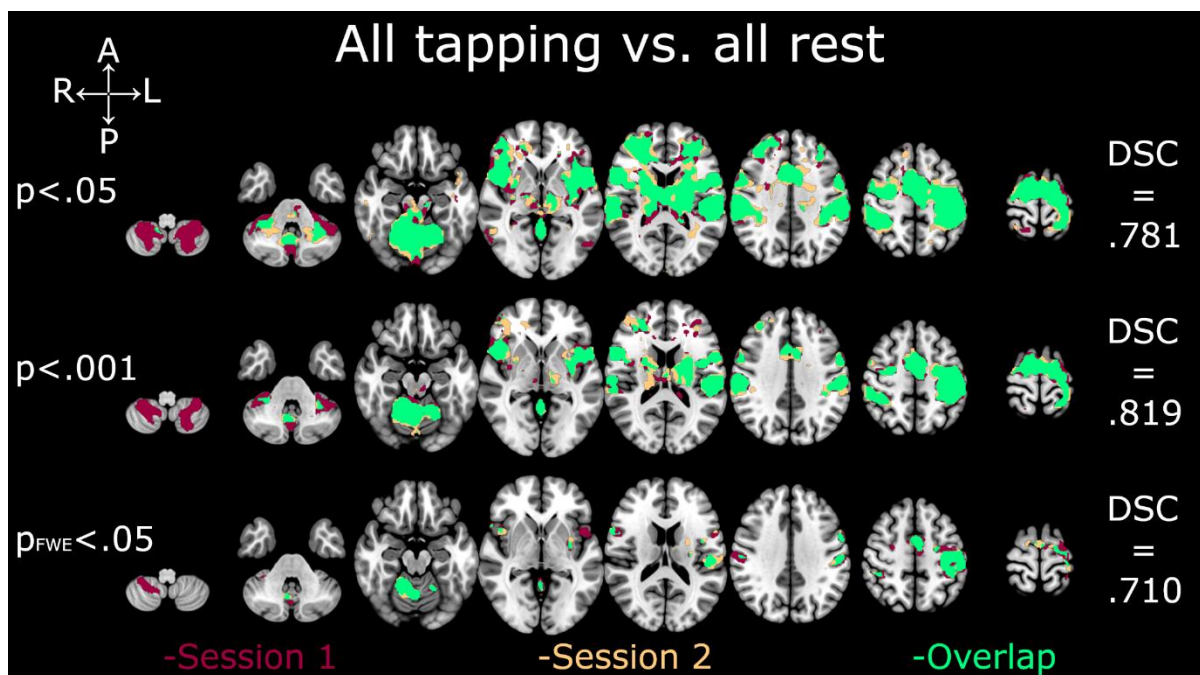 All tapping vs. all rest
A
R L
P
p<.05
DSC
=
.781
p<.001
DSC
=
.819
pFWE<.05
DSC
=
.710
-Session 1 -Session 2 -Overlap